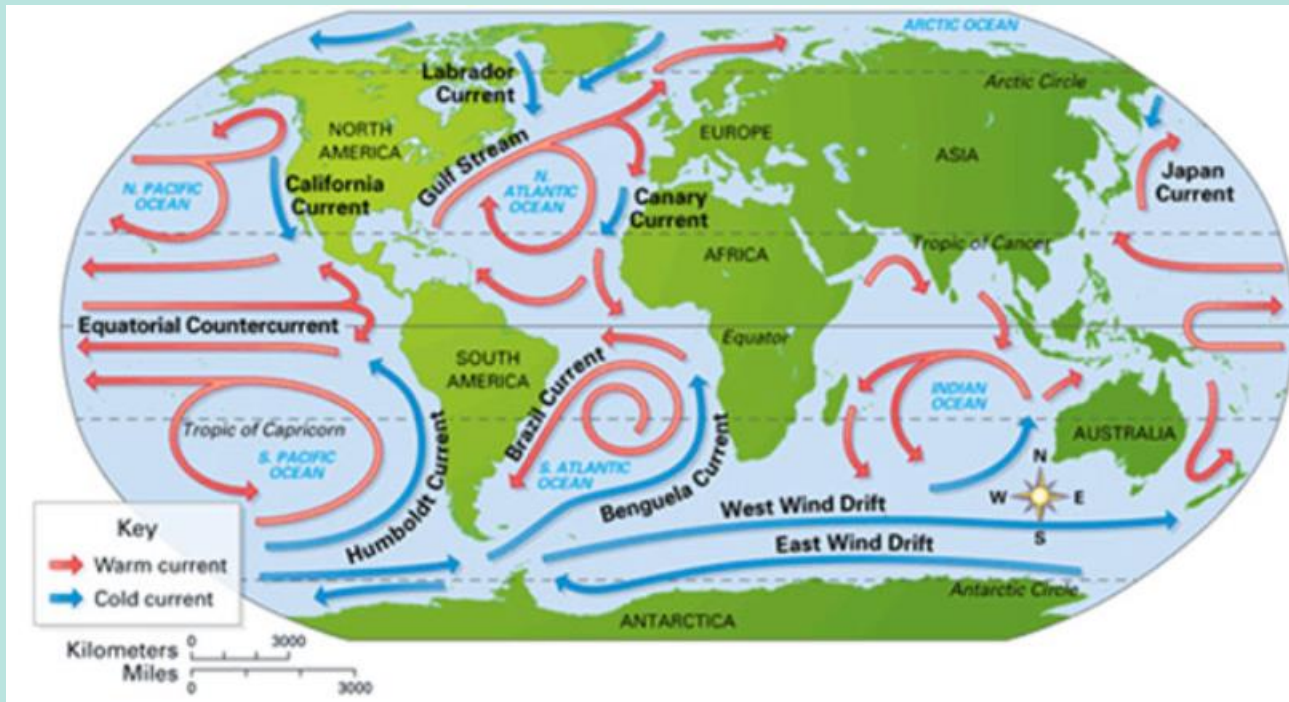 ARCTIC OCEAN
Arctic Circle
Labrador
Current
NORTH
AMERICA
EUROPE
ASIA
Gulf Stream
N. PACIFIC
OCEAN
California
Current
N.
ATLANTIC
OCEAN
Canary
Current
Japan
Current
AFRICA
Tropic of Cancer
Equatorial Countercurrent
Equator
SOUTH
AMERICA
Brazil Current
INDIAN
OCEAN
Tropic of Capricorn
S. PACIFIC
OCEAN
AUSTRALIA
S. ATLANTIC
OCEAN
Humboldt Current
Benguela Current
N
W E
S
West Wind Drift
East Wind Drift
Antarctic Circle
ANTARCTICA
Key
Warm current
Cold current
Kilometers 0 3000
Miles 0 3000